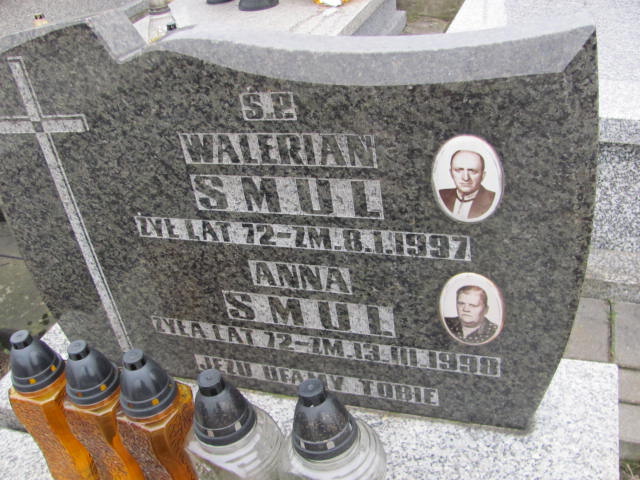 Ś.P.
WALERIAN
SMUL
ŻYŁ LAT 72-ZM.8.I.1997
ANNA
SMUL
ŻYŁA LAT 72-ZM.13.III.1998
JEZU UFAMY TOBIE